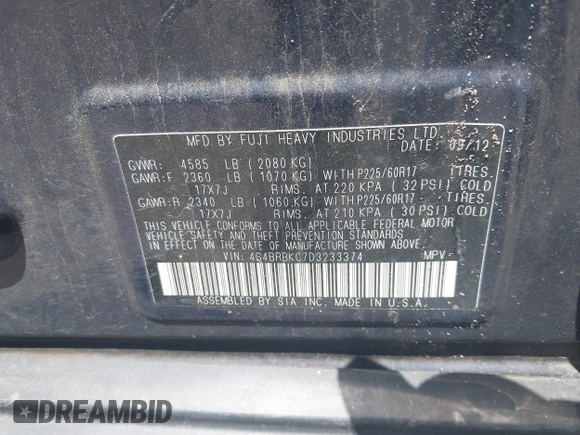 MFD BY FUJI HEAVY INDUSTRIES LTD.
DATE: 09/12
GVWR: 4585 LB (2080 KG)
GAWR:F 2360 LB (1070 KG) WITH P225/60R17 TIRES,
17X7J RIMS, AT 220 KPA (32 PSI) COLD
GAWR:R 2340 LB (1060 KG) WITH P225/60R17 TIRES,
17X7J RIMS, AT 210 KPA (30 PSI) COLD
THIS VEHICLE CONFORMS TO ALL APPLICABLE FEDERAL MOTOR
VEHICLE SAFETY AND THEFT PREVENTION STANDARDS
IN EFFECT ON THE DATE OF MANUFACTURE SHOWN ABOVE.
VIN: 4S4BRBKC7D3233374 MPV
ASSEMBLED BY SIA INC. MADE IN U.S.A.
DREAMBID